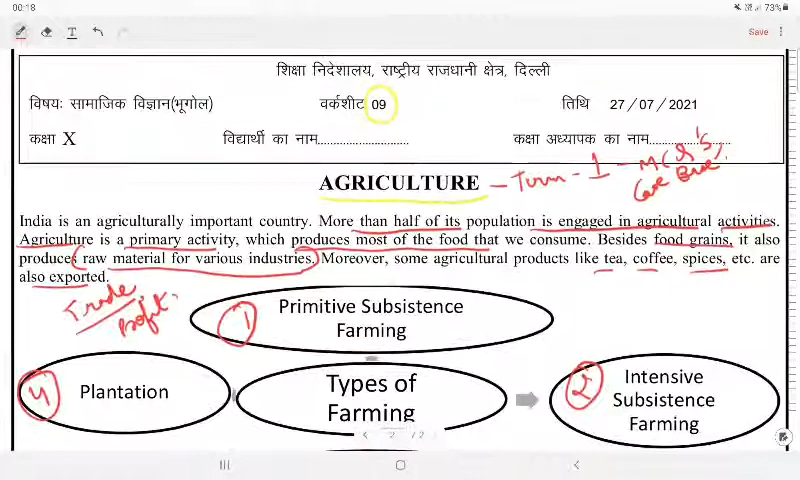 00:18
73%
Save
शिक्षा निदेशालय, राष्ट्रीय राजधानी क्षेत्र, दिल्ली
विषयः सामाजिक विज्ञान(भूगोल) वर्कशीट 09 तिथि 27/07/2021
कक्षा X विद्यार्थी का नाम............................ कक्षा अध्यापक का नाम.........................
AGRICULTURE – Term - 1 - MCQ'S
Case Base
India is an agriculturally important country. More than half of its population is engaged in agricultural activities.
Agriculture is a primary activity, which produces most of the food that we consume. Besides food grains, it also
produces raw material for various industries. Moreover, some agricultural products like tea, coffee, spices, etc. are
also exported.
Trade
Profit.
Primitive Subsistence
Farming
1
4
Plantation
Types of
Farming
2
Intensive
Subsistence
Farming
2 / 2